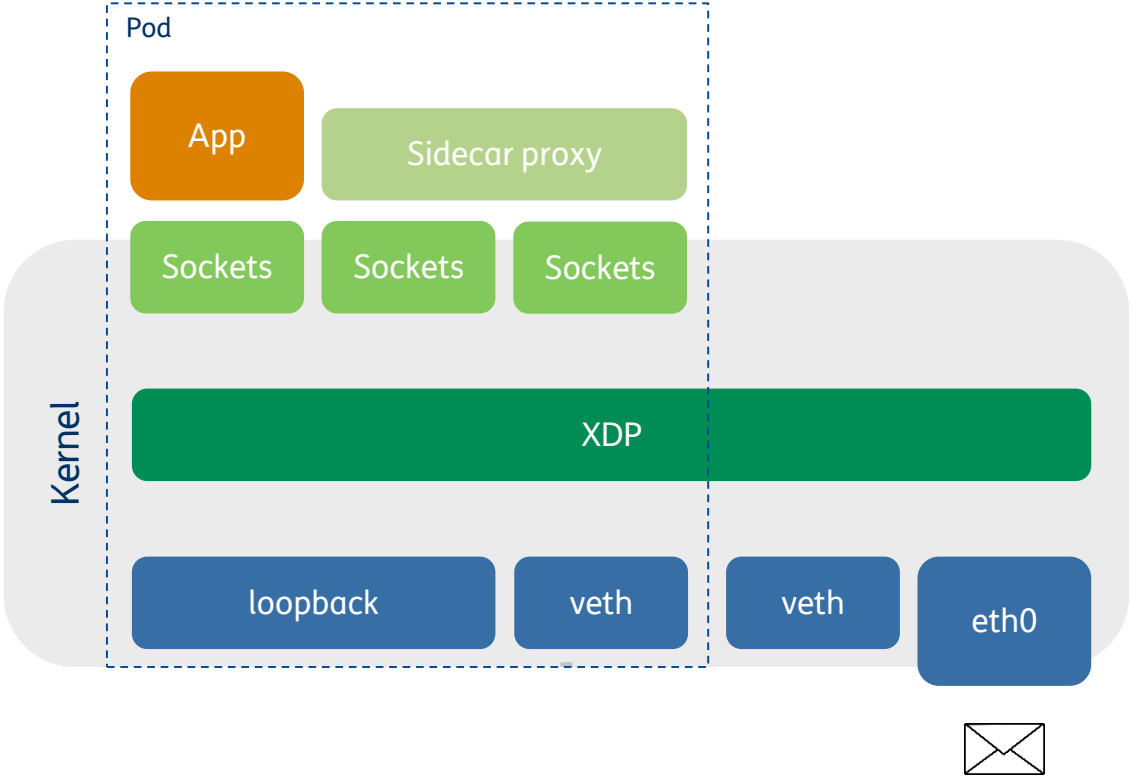 Pod
App
Sidecar proxy
Sockets
Sockets
Sockets
Kernel
XDP
loopback
veth
veth
eth0